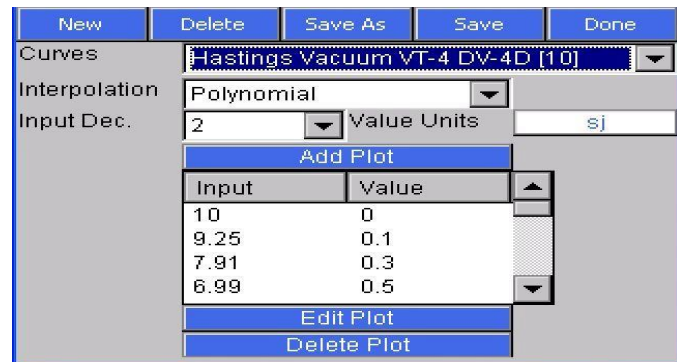 New Delete Save As Save Done
Curves Hastings Vacuum VT-4 DV-4D [10]
Interpolation Polynomial
Input Dec. 2 Value Units sj
Add Plot
Input Value
10 0
9.25 0.1
7.91 0.3
6.99 0.5
Edit Plot
Delete Plot